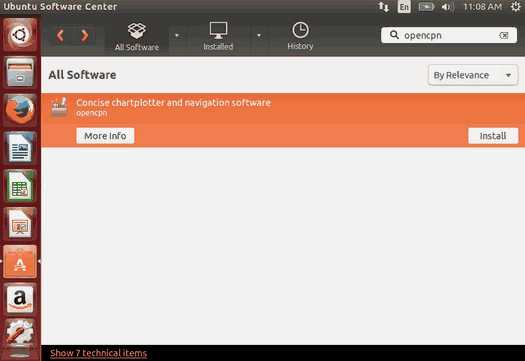 Ubuntu Software Center
En
11:08 AM
All Software
Installed
History
opencpn
All Software
By Relevance
Concise chartplotter and navigation software
opencpn
More Info
Install
Show 7 technical items